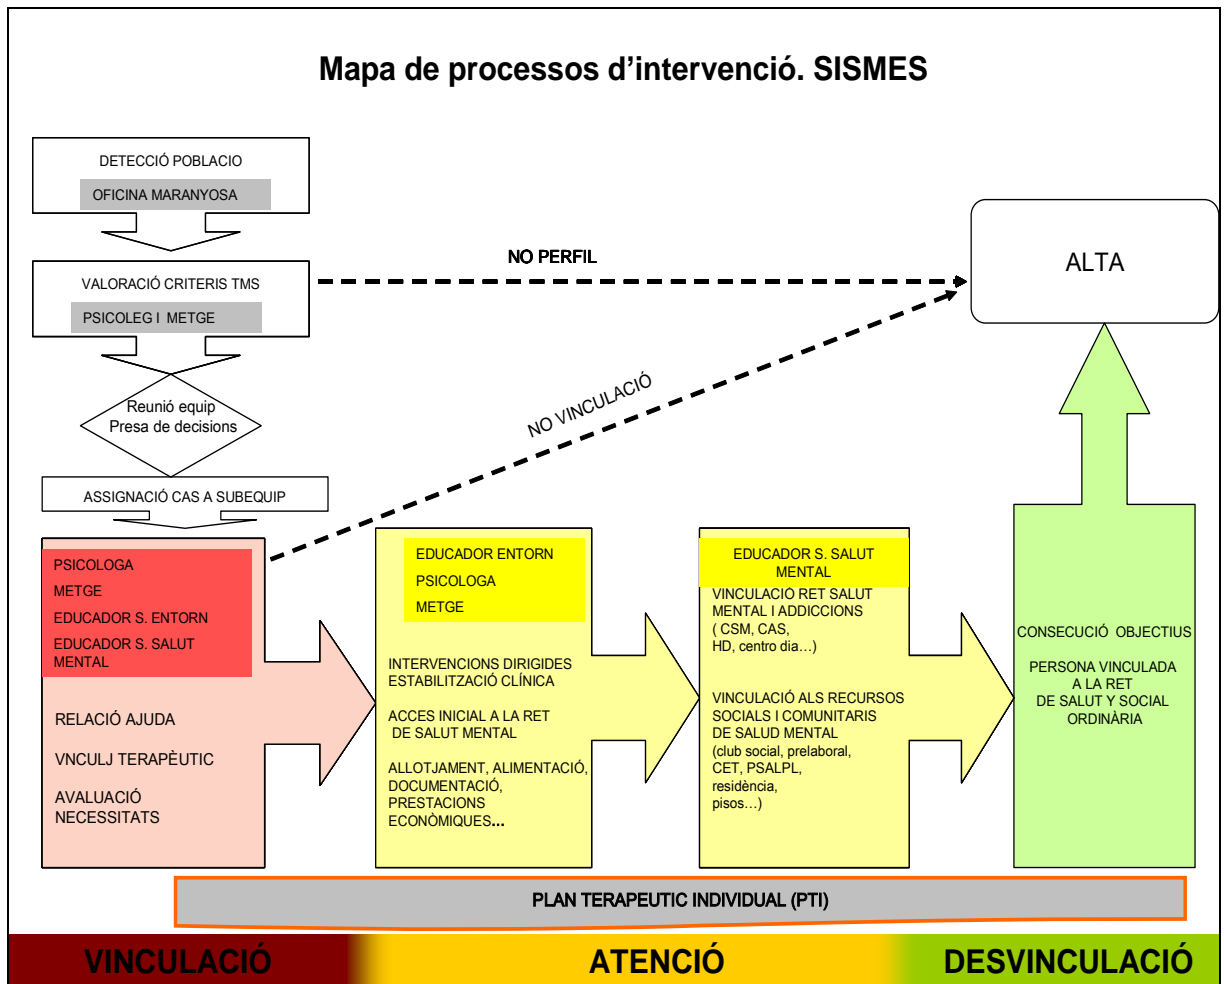 Mapa de processos d'intervenció. SISMES
DETECCIÓ POBLACIO
OFICINA MARANYOSA
VALORACIÓ CRITERIS TMS
PSICOLEG I METGE
Reunió equip
Presa de decisions
ASSIGNACIÓ CAS A SUBEQUIP
NO PERFIL
NO VINCULACIÓ
ALTA
PSICOLOGA
METGE
EDUCADOR S. ENTORN
EDUCADOR S. SALUT
MENTAL
RELACIÓ AJUDA
VNCULJ TERAPÈUTIC
AVALUACIÓ
NECESSITATS
EDUCADOR ENTORN
PSICOLOGA
METGE
INTERVENCIONS DIRIGIDES
ESTABILITZACIÓ CLÍNICA
ACCES INICIAL A LA RET
DE SALUT MENTAL
ALLOTJAMENT, ALIMENTACIÓ,
DOCUMENTACIÓ,
PRESTACIONS
ECONÒMIQUES...
EDUCADOR S. SALUT
MENTAL
VINCULACIÓ RET SALUT
MENTAL I ADDICCIONS
( CSM, CAS,
HD, centro dia…)
VINCULACIÓ ALS RECURSOS
SOCIALS I COMUNITARIS
DE SALUD MENTAL
(club social, prelaboral,
CET, PSALPL,
residència,
pisos…)
CONSECUCIÓ OBJECTIUS
PERSONA VINCULADA
A LA RET
DE SALUT Y SOCIAL
ORDINÀRIA
PLAN TERAPEUTIC INDIVIDUAL (PTI)
VINCULACIÓ
ATENCIÓ
DESVINCULACIÓ